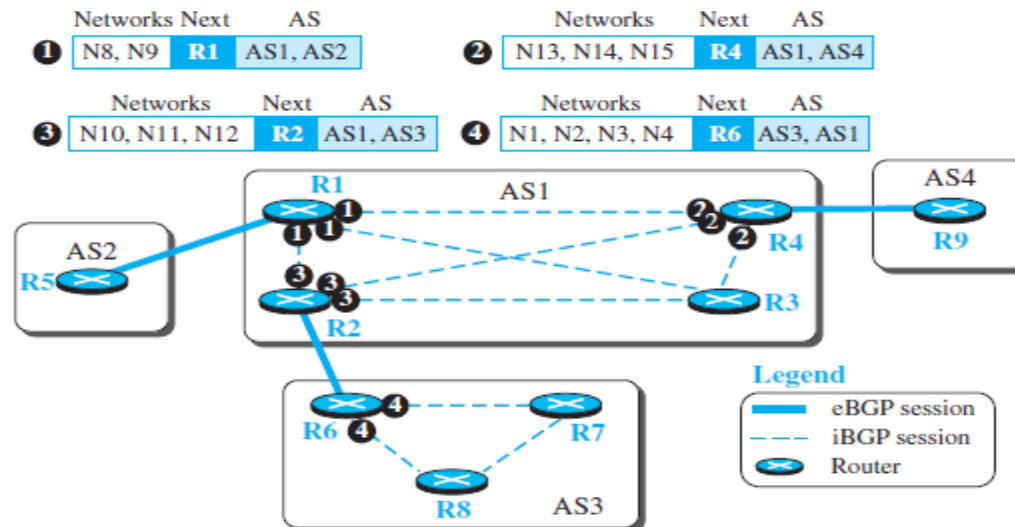 Networks Next AS
1 N8, N9 R1 AS1, AS2
Networks Next AS
2 N13, N14, N15 R4 AS1, AS4
Networks Next AS
3 N10, N11, N12 R2 AS1, AS3
Networks Next AS
4 N1, N2, N3, N4 R6 AS3, AS1
R1
AS1
AS4
1
2
1
1
2
2
R4
R9
AS2
R5
3
3
3
R2
R3
Legend
eBGP session
iBGP session
Router
R6
4
4
R7
R8
AS3